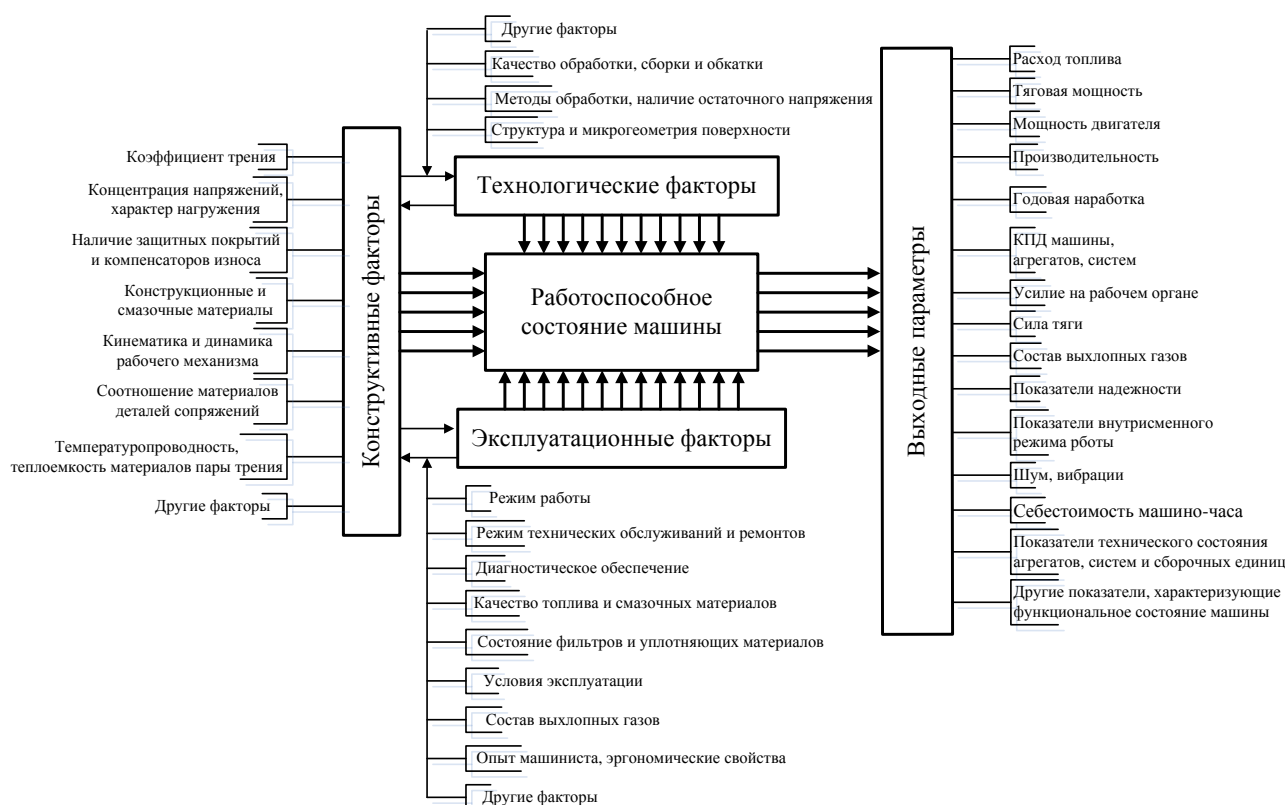 Другие факторы
Качество обработки, сборки и обкатки
Методы обработки, наличие остаточного напряжения
Структура и микрогеометрия поверхности
Коэффициент трения
Концентрация напряжений,
характер нагружения
Наличие защитных покрытий
и компенсаторов износа
Конструкционные и
смазочные материалы
Кинематика и динамика
рабочего механизма
Соотношение материалов
деталей сопряжений
Температуропроводность,
теплоемкость материалов пары трения
Другие факторы
Конструктивные факторы
Технологические факторы
Работоспособное
состояние машины
Эксплуатационные факторы
Режим работы
Режим технических обслуживаний и ремонтов
Диагностическое обеспечение
Качество топлива и смазочных материалов
Состояние фильтров и уплотняющих материалов
Условия эксплуатации
Состав выхлопных газов
Опыт машиниста, эргономические свойства
Другие факторы
Выходные параметры
Расход топлива
Тяговая мощность
Мощность двигателя
Производительность
Годовая наработка
КПД машины,
агрегатов, систем
Усилие на рабочем органе
Сила тяги
Состав выхлопных газов
Показатели надежности
Показатели внутрисменного
режима рботы
Шум, вибрации
Себестоимость машино-часа
Показатели технического состояния
агрегатов, систем и сборочных единиц
Другие показатели, характеризующие
функциональное состояние машины